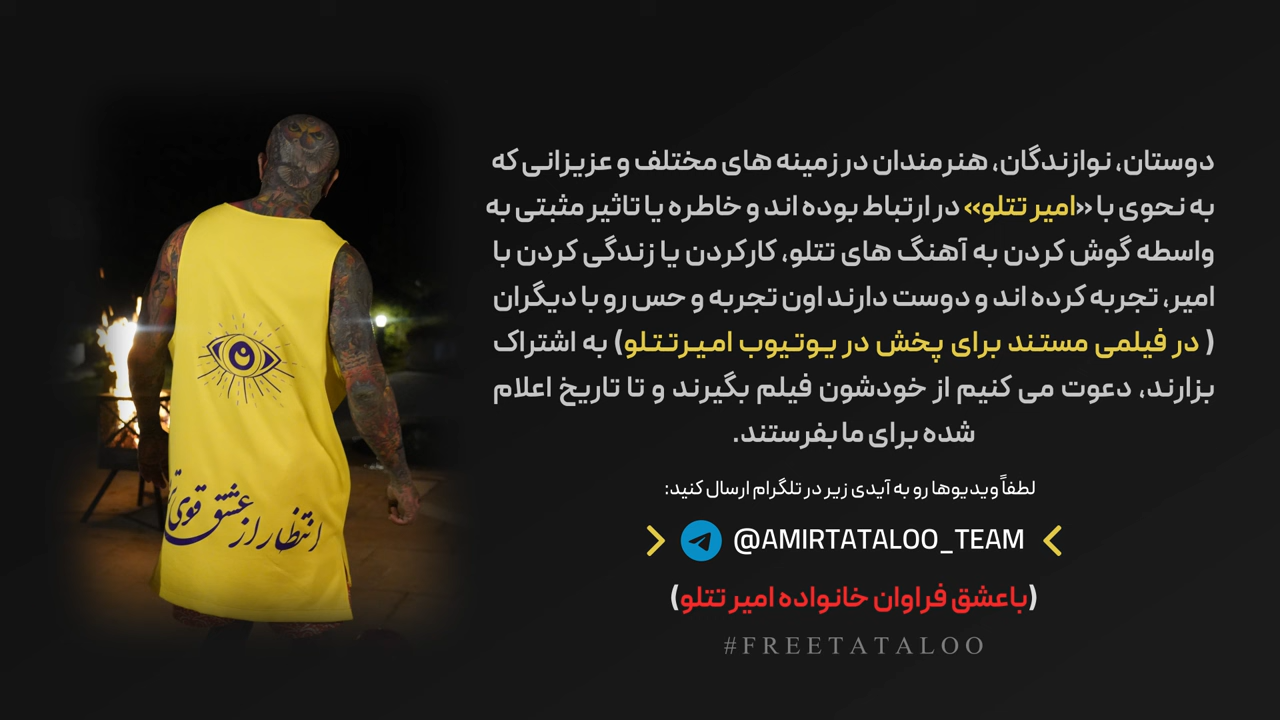 دوستان، نوازندگان، هنرمندان در زمینه های مختلف و عزیزانی که
به نحوی با «امیر تتلو» در ارتباط بوده اند و خاطره یا تاثیر مثبتی به
واسطه گوش کردن به آهنگ های تتلو، کارکردن یا زندگی کردن با
امیر، تجربه کرده اند و دوست دارند اون تجربه و حس رو با دیگران
( در فیلمی مستند برای پخش در یوتیوب امیرتتلو) به اشتراک
بزارند، دعوت می کنیم از خودشون فیلم بگیرند و تا تاریخ اعلام
شده برای ما بفرستند.
لطفاً ویدیوها رو به آیدی زیر در تلگرام ارسال کنید:
@AMIRTATALOO_TEAM
(باعشق فراوان خانواده امیر تتلو)
#FREETATALOO
انتظار از عشق قوی